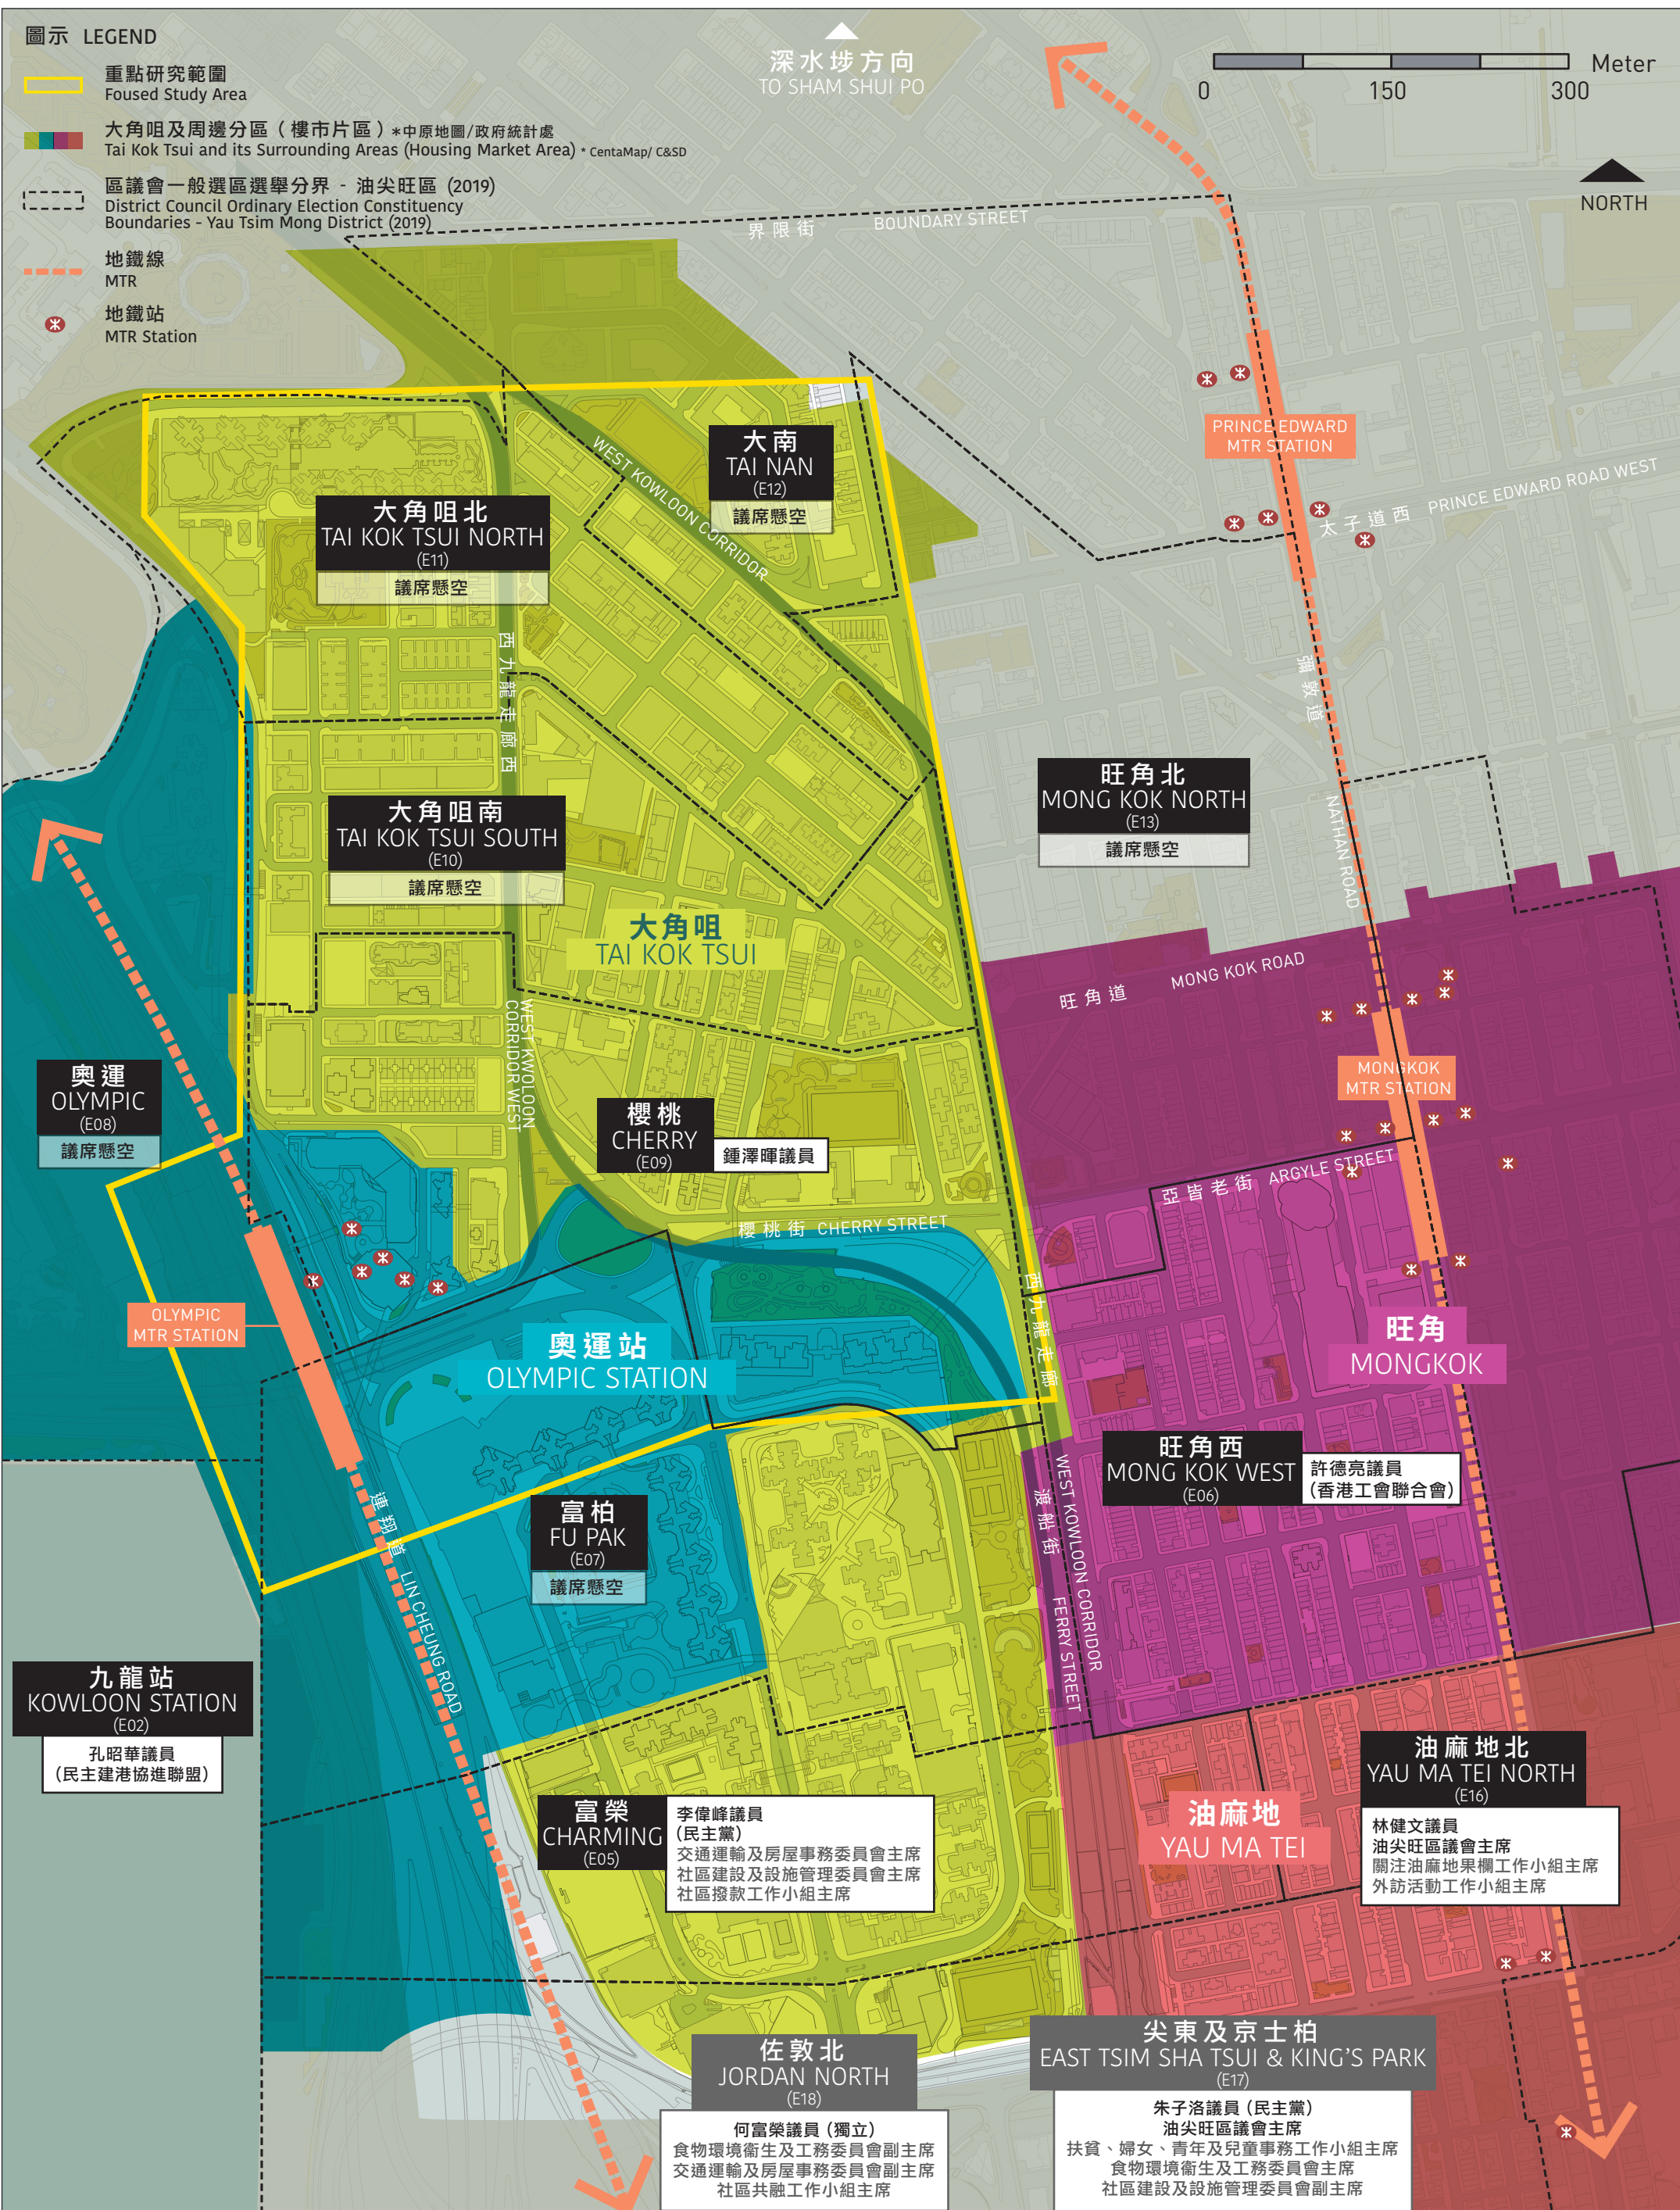 圖示 LEGEND
重點研究範圍
Foused Study Area
大角咀及周邊分區（樓市片區）*中原地圖/政府統計處
Tai Kok Tsui and its Surrounding Areas (Housing Market Area) * CentaMap/ C&SD
區議會一般選區選舉分界 - 油尖旺區 (2019)
District Council Ordinary Election Constituency
Boundaries - Yau Tsim Mong District (2019)
地鐵線
MTR
地鐵站
MTR Station
深水埗方向
TO SHAM SHUI PO
Meter
0 150 300
NORTH
界限街 BOUNDARY STREET
PRINCE EDWARD
MTR STATION
太子道西 PRINCE EDWARD ROAD WEST
大南
TAI NAN
(E12)
議席懸空
WEST KOWLOON CORRIDOR
大角咀北
TAI KOK TSUI NORTH
(E11)
議席懸空
西九龍走廊西
彌敦道
NATHAN ROAD
旺角北
MONG KOK NORTH
(E13)
議席懸空
大角咀南
TAI KOK TSUI SOUTH
(E10)
議席懸空
大角咀
TAI KOK TSUI
旺角道 MONG KOK ROAD
WEST KWOLOON
CORRIDOR WEST
奧運
OLYMPIC
(E08)
議席懸空
MONGKOK
MTR STATION
櫻桃
CHERRY
(E09)
鍾澤暉議員
亞皆老街 ARGYLE STREET
櫻桃街 CHERRY STREET
西九龍走廊
OLYMPIC
MTR STATION
奧運站
OLYMPIC STATION
旺角
MONGKOK
旺角西
MONG KOK WEST
(E06)
許德亮議員
(香港工會聯合會)
WEST KOWLOON CORRIDOR
渡船街
FERRY STREET
富柏
FU PAK
(E07)
議席懸空
連翔道 LIN CHEUNG ROAD
九龍站
KOWLOON STATION
(E02)
孔昭華議員
(民主建港協進聯盟)
油麻地北
YAU MA TEI NORTH
(E16)
林健文議員
油尖旺區議會主席
關注油麻地果欄工作小組主席
外訪活動工作小組主席
油麻地
YAU MA TEI
富榮
CHARMING
(E05)
李偉峰議員
(民主黨)
交通運輸及房屋事務委員會主席
社區建設及設施管理委員會主席
社區撥款工作小組主席
佐敦北
JORDAN NORTH
(E18)
何富榮議員 (獨立)
食物環境衞生及工務委員會副主席
交通運輸及房屋事務委員會副主席
社區共融工作小組主席
尖東及京士柏
EAST TSIM SHA TSUI & KING'S PARK
(E17)
朱子洛議員 (民主黨)
油尖旺區議會主席
扶貧、婦女、青年及兒童事務工作小組主席
食物環境衞生及工務委員會主席
社區建設及設施管理委員會副主席